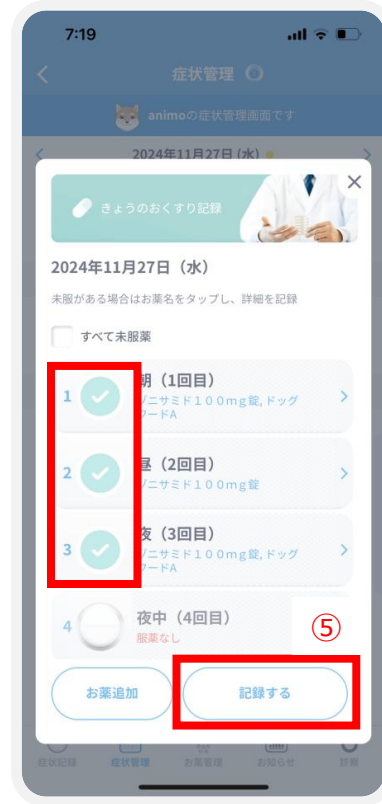 7:19
症状管理
animoの症状管理画面です
2024年11月27日 (水)
きょうのおくすり記録
2024年11月27日（水）
未服がある場合はお薬名をタップし、詳細を記録
すべて未服薬
1 朝（1回目）
ゾニサミド１００ｍｇ錠, ドッグ
フードA
2 昼（2回目）
ゾニサミド１００ｍｇ錠
3 夜（3回目）
ゾニサミド１００ｍｇ錠, ドッグ
フードA
4 夜中（4回目）
服薬なし
⑤
お薬追加 記録する
症状記録 症状管理 お薬管理 お知らせ 診察